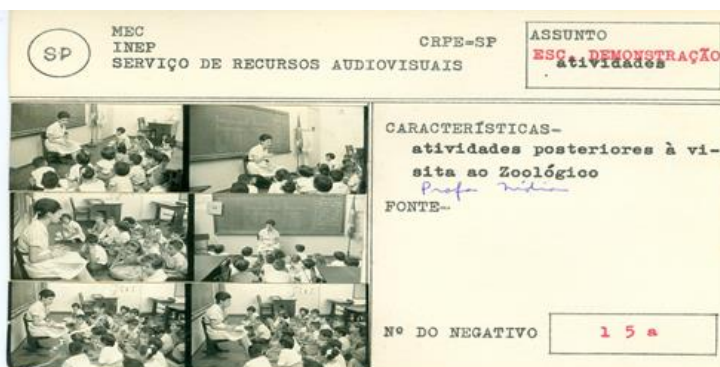 SP
MEC
INEP
SERVIÇO DE RECURSOS AUDIOVISUAIS
CRPE=SP
ASSUNTO
ESC. DEMONSTRAÇÃO
atividades
CARACTERÍSTICAS=
atividades posteriores à vi-
sita ao Zoológico
Profa Nídia
FONTE=
Nº DO NEGATIVO
15a